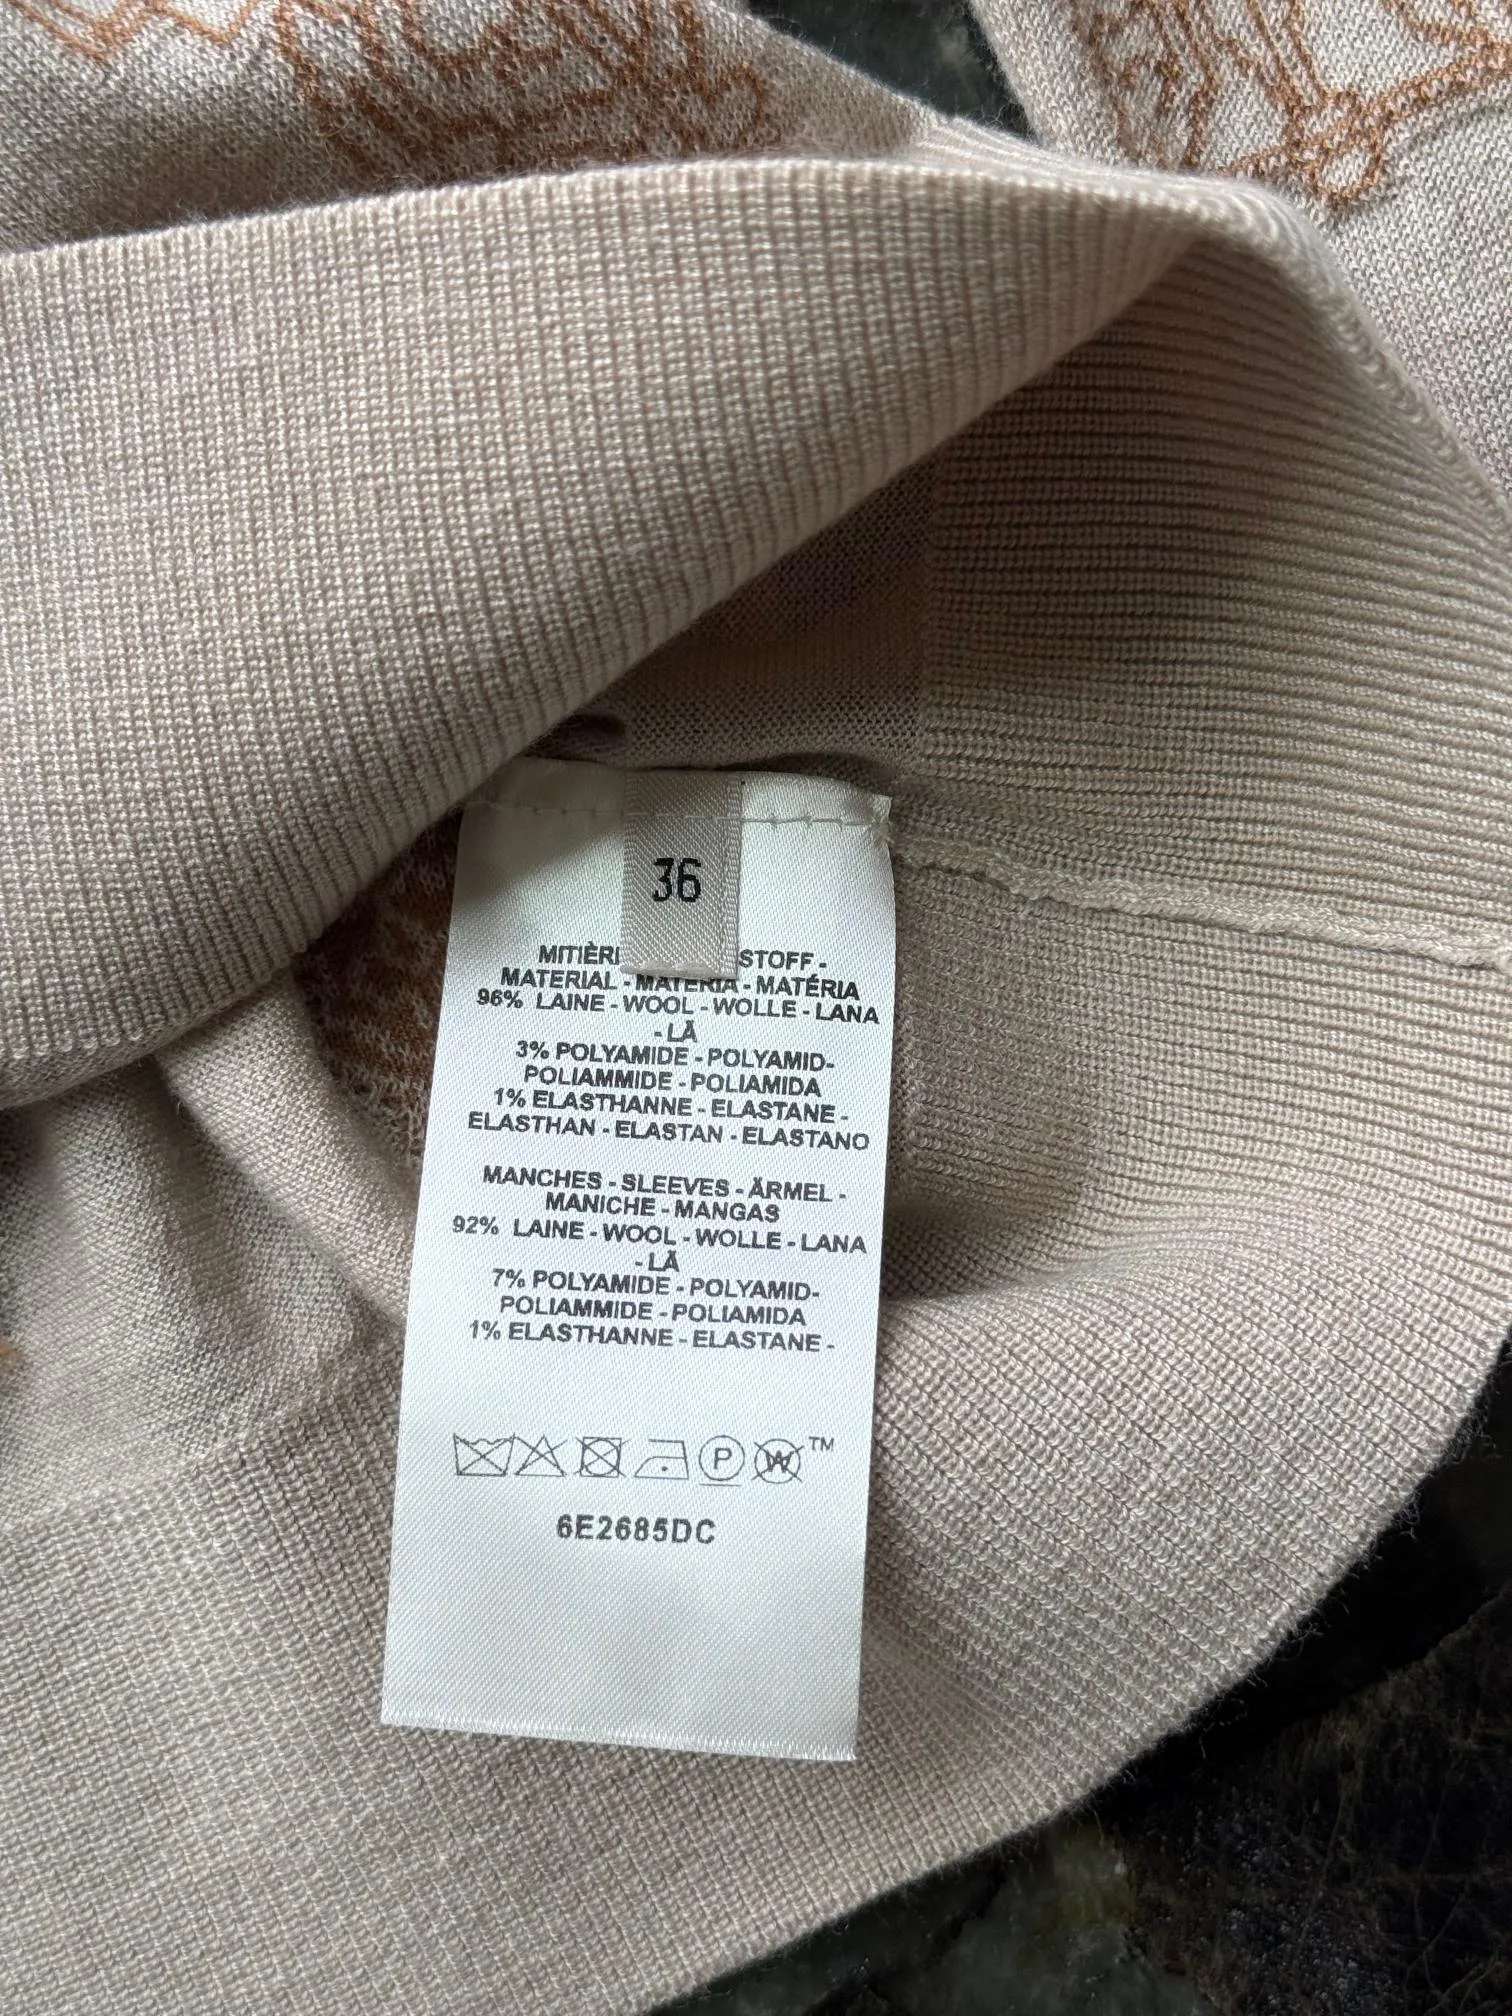 36
MITIÈR STOFF -
MATERIAL - MATERIA - MATÉRIA
96% LAINE - WOOL - WOLLE - LANA
- LÃ
3% POLYAMIDE - POLYAMID-
POLIAMMIDE - POLIAMIDA
1% ELASTHANNE - ELASTANE -
ELASTHAN - ELASTAN - ELASTANO
MANCHES - SLEEVES - ÄRMEL -
MANICHE - MANGAS
92% LAINE - WOOL - WOLLE - LANA
- LÃ
7% POLYAMIDE - POLYAMID-
POLIAMMIDE - POLIAMIDA
1% ELASTHANNE - ELASTANE -
P W TM
6E2685DC